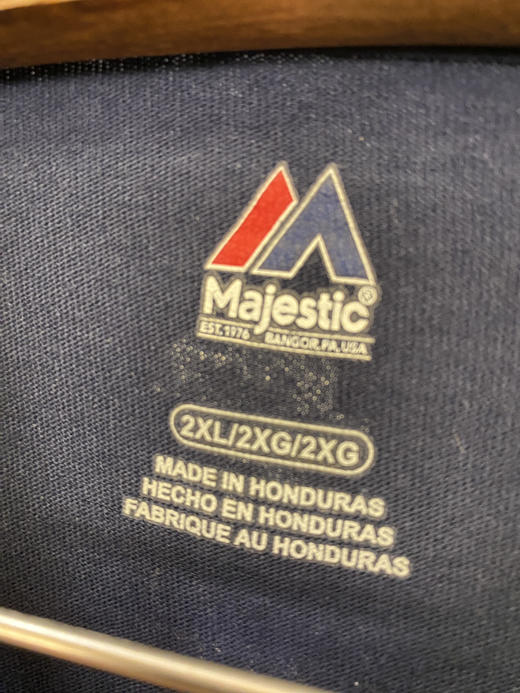 Majestic®
EST. 1976 BANGOR, PA, USA
2XL/2XG/2XG
MADE IN HONDURAS
HECHO EN HONDURAS
FABRIQUE AU HONDURAS